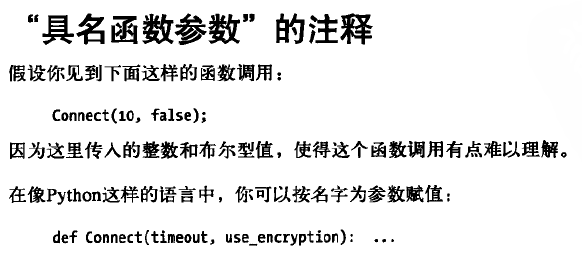 “具名函数参数”的注释
假设你见到下面这样的函数调用：
Connect(10, false);
因为这里传入的整数和布尔型值，使得这个函数调用有点难以理解。
在像Python这样的语言中，你可以按名字为参数赋值：
def Connect(timeout, use_encryption): ...